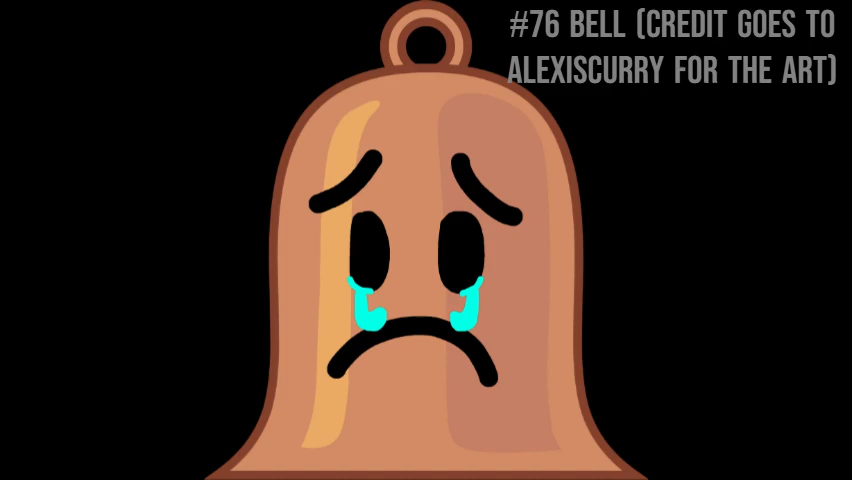 #76 BELL (CREDIT GOES TO
ALEXISCURRY FOR THE ART)